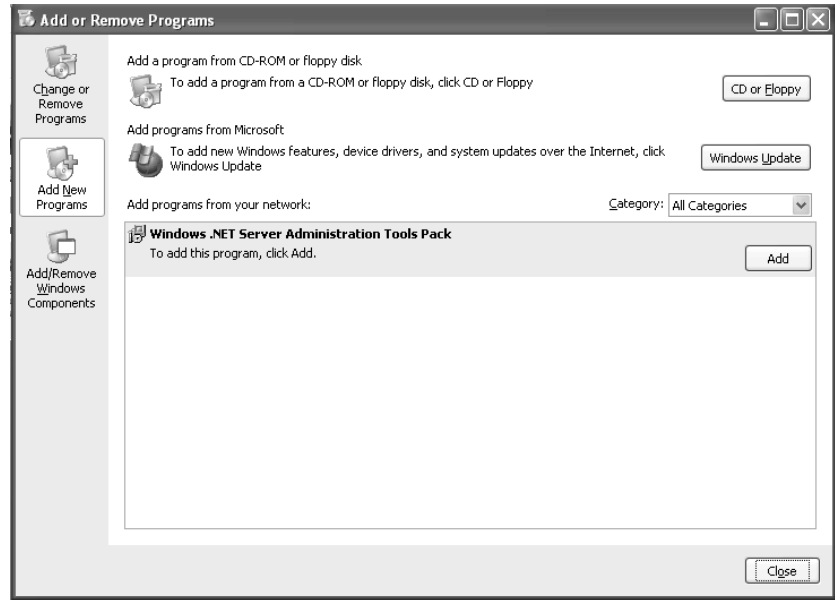 Add or Remove Programs
Change or
Remove
Programs
Add New
Programs
Add/Remove
Windows
Components
Add a program from CD-ROM or floppy disk
To add a program from a CD-ROM or floppy disk, click CD or Floppy
CD or Floppy
Add programs from Microsoft
To add new Windows features, device drivers, and system updates over the Internet, click
Windows Update
Windows Update
Add programs from your network:
Category: All Categories
Windows .NET Server Administration Tools Pack
To add this program, click Add.
Add
Close